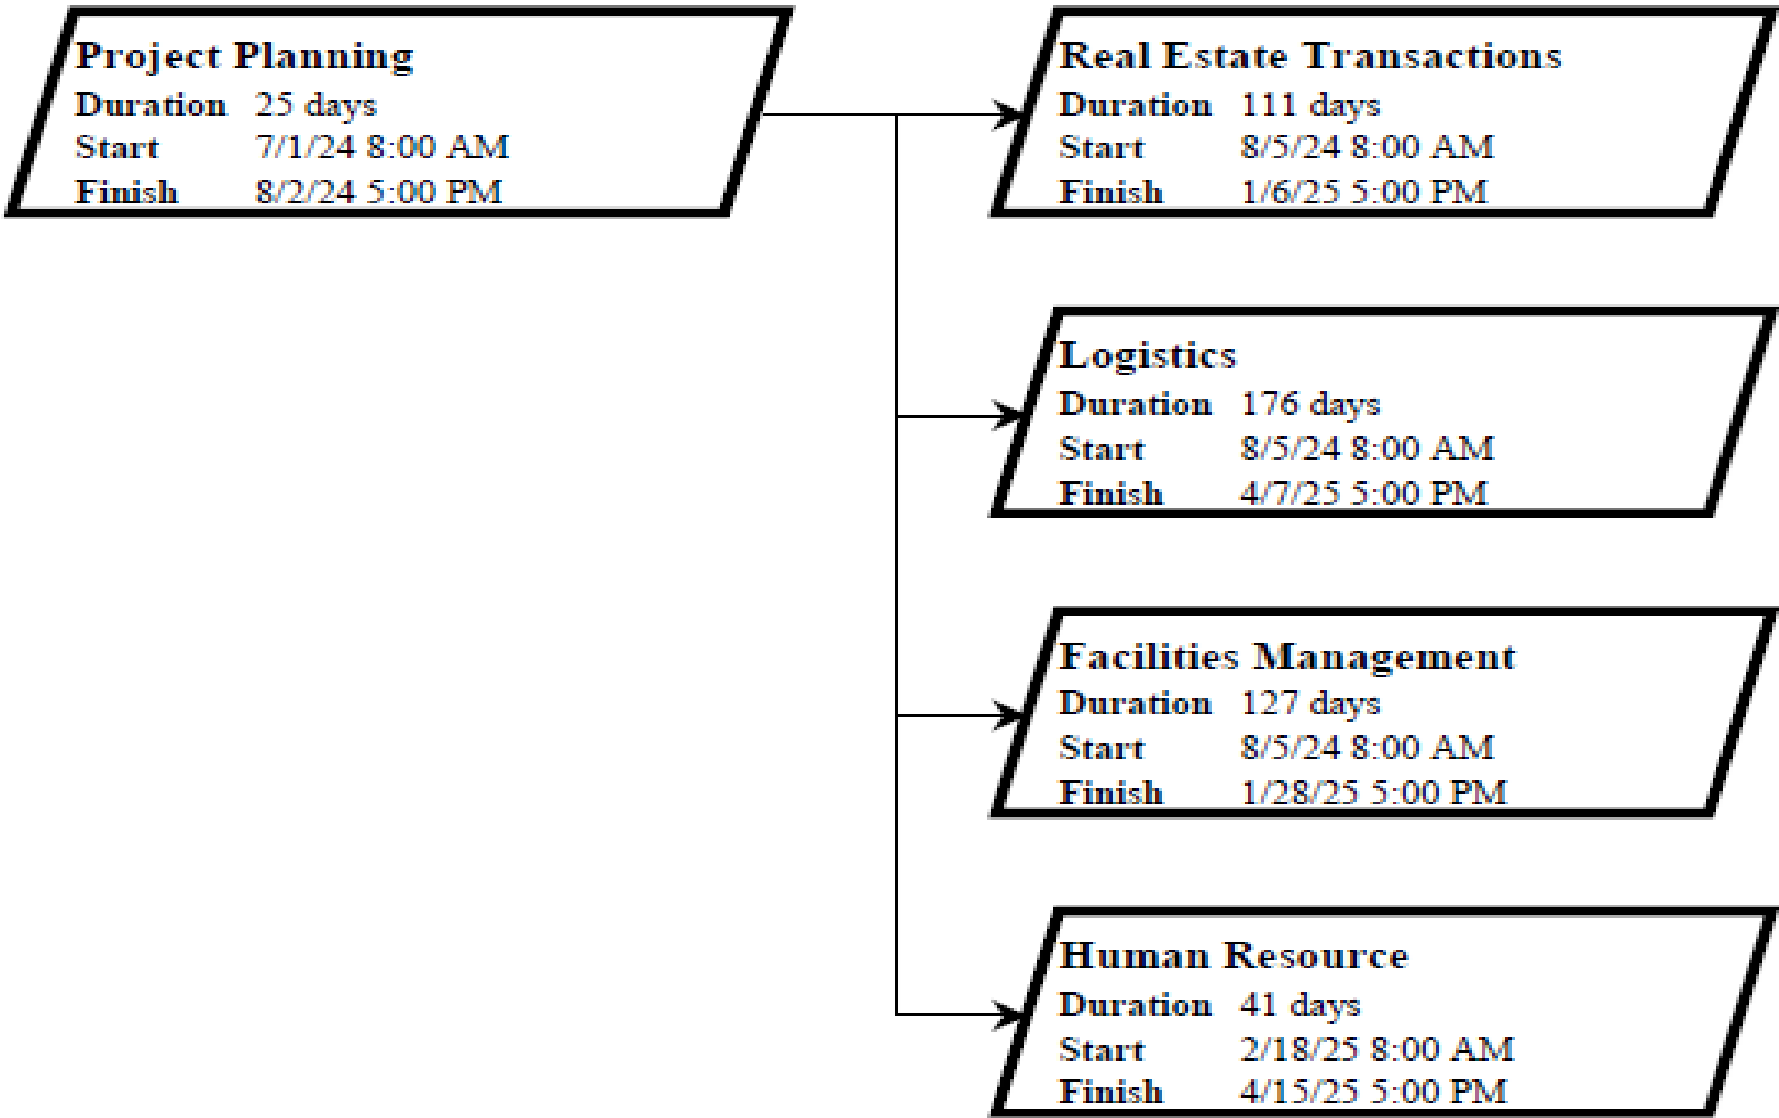 Project Planning
Duration 25 days
Start 7/1/24 8:00 AM
Finish 8/2/24 5:00 PM
Real Estate Transactions
Duration 111 days
Start 8/5/24 8:00 AM
Finish 1/6/25 5:00 PM
Logistics
Duration 176 days
Start 8/5/24 8:00 AM
Finish 4/7/25 5:00 PM
Facilities Management
Duration 127 days
Start 8/5/24 8:00 AM
Finish 1/28/25 5:00 PM
Human Resource
Duration 41 days
Start 2/18/25 8:00 AM
Finish 4/15/25 5:00 PM